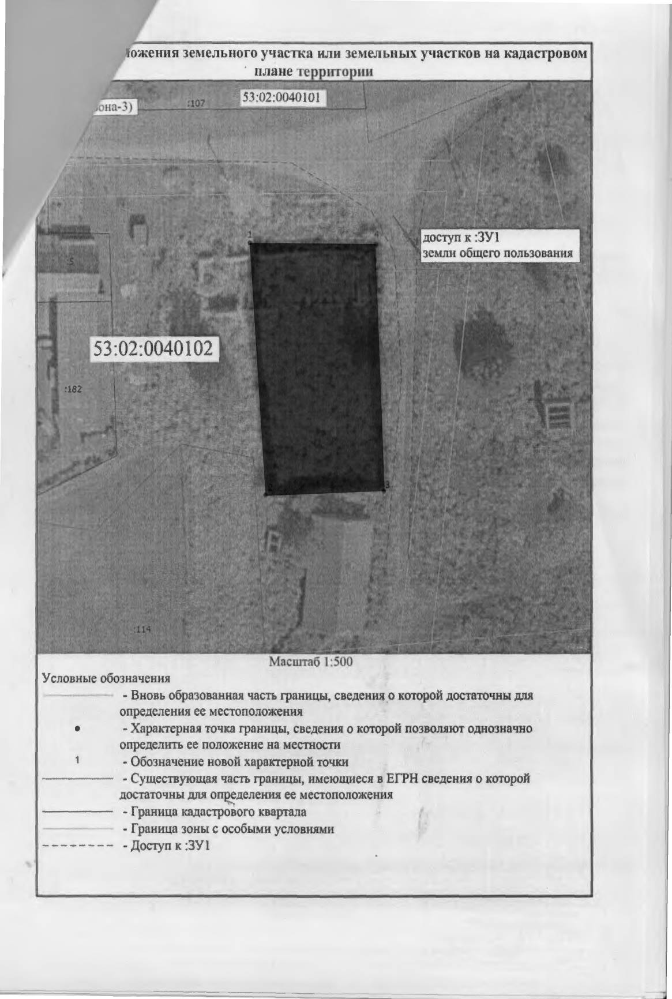 ложения земельного участка или земельных участков на кадастровом
плане территории
53:02:0040101
:107
она-3)
1
4
доступ к :ЗУ1
земли общего пользования
:5
53:02:0040102
:182
2
3
:114
Масштаб 1:500
Условные обозначения
- Вновь образованная часть границы, сведения о которой достаточны для
определения ее местоположения
- Характерная точка границы, сведения о которой позволяют однозначно
определить ее положение на местности
1 - Обозначение новой характерной точки
- Существующая часть границы, имеющиеся в ЕГРН сведения о которой
достаточны для определения ее местоположения
- Граница кадастрового квартала
- Граница зоны с особыми условиями
- Доступ к :ЗУ1